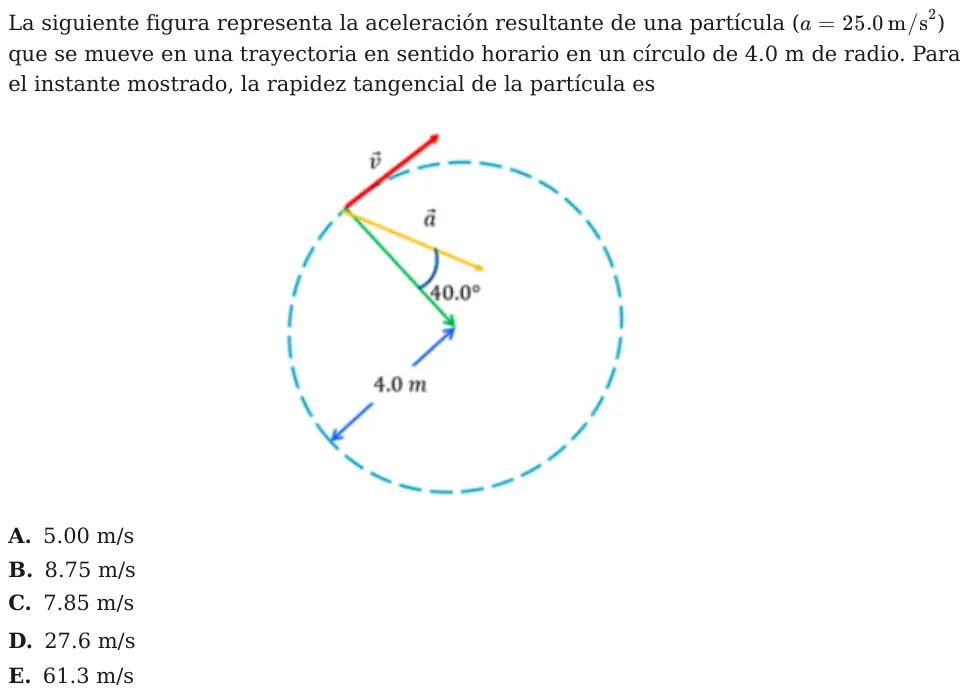 La siguiente figura representa la aceleración resultante de una partícula (a = 25.0 m/s²)
que se mueve en una trayectoria en sentido horario en un círculo de 4.0 m de radio. Para
el instante mostrado, la rapidez tangencial de la partícula es
v⃗
a⃗
40.0°
4.0 m
A. 5.00 m/s
B. 8.75 m/s
C. 7.85 m/s
D. 27.6 m/s
E. 61.3 m/s